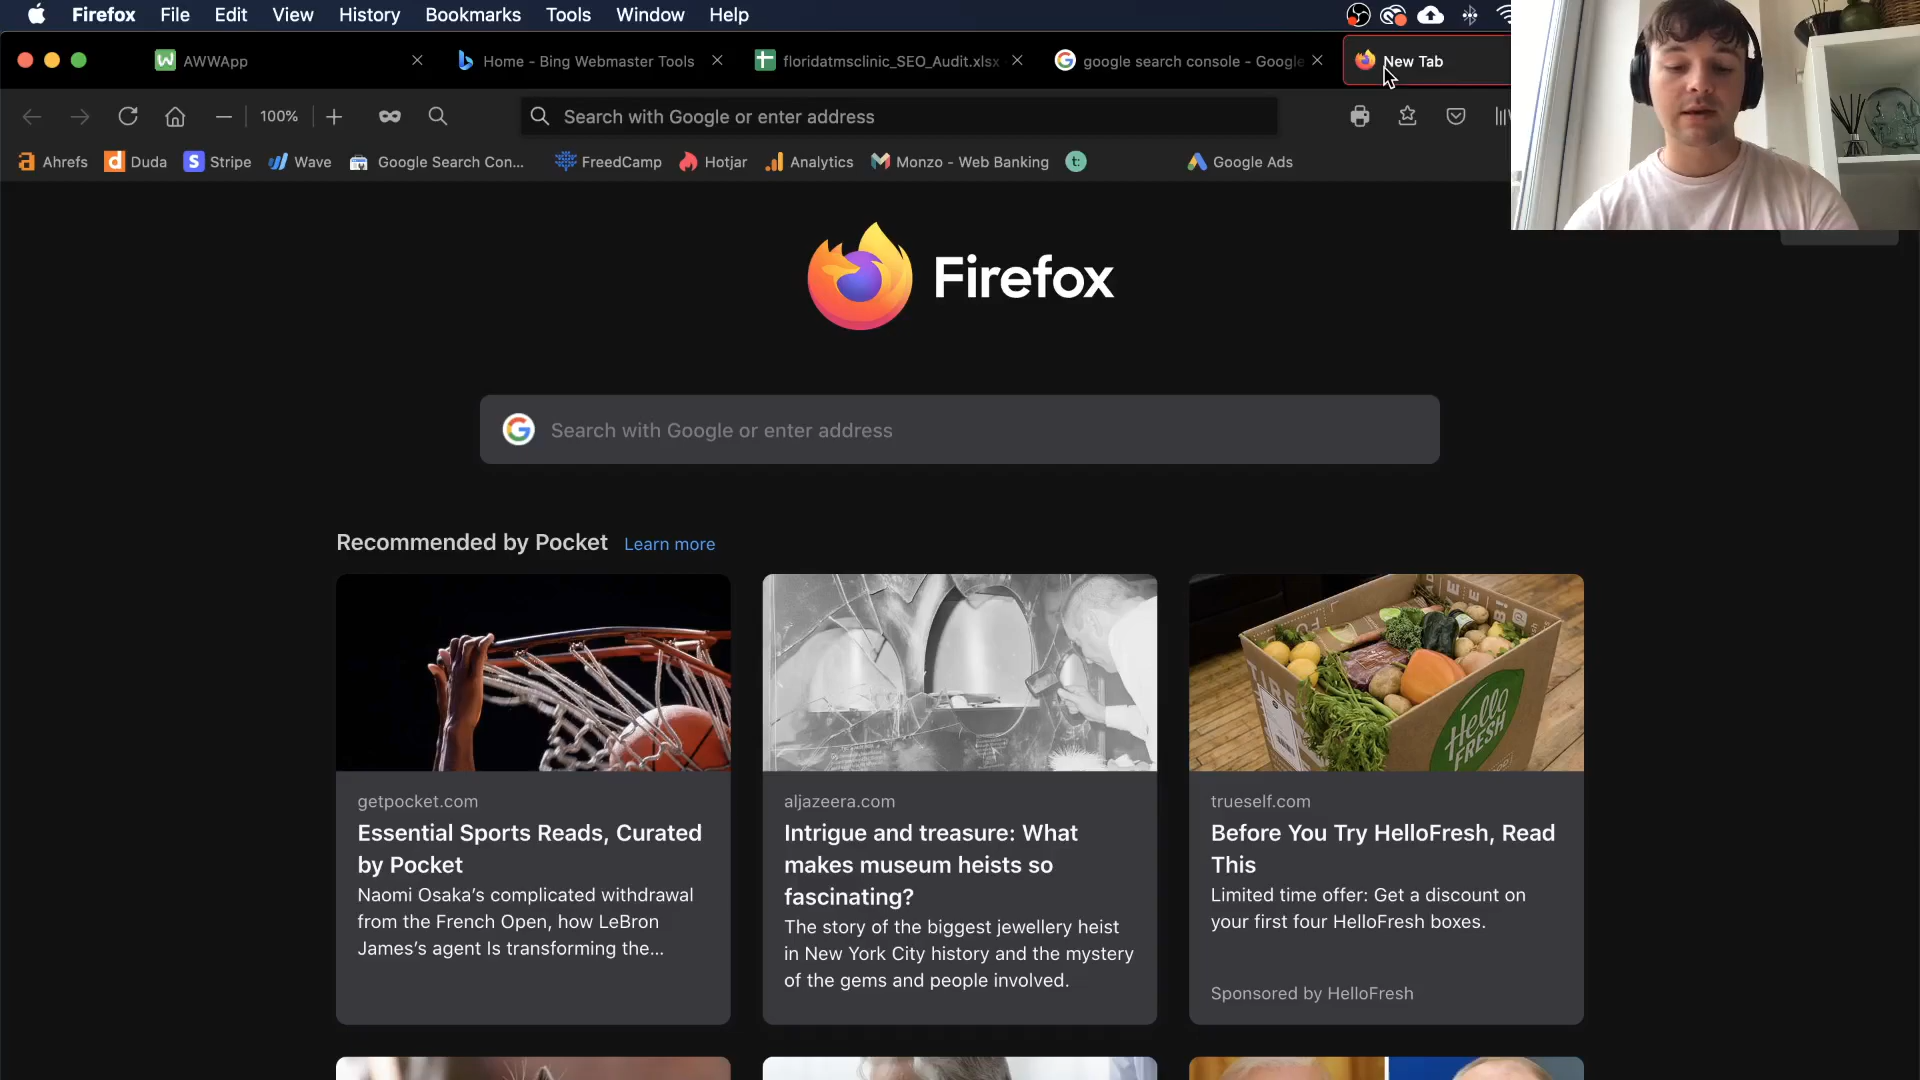 Firefox File Edit View History Bookmarks Tools Window Help
AWWApp
Home - Bing Webmaster Tools
floridatmsclinic_SEO_Audit.xlsx
google search console - Google
New Tab
100%
Search with Google or enter address
Ahrefs
Duda
Stripe
Wave
Google Search Con...
FreedCamp
Hotjar
Analytics
Monzo - Web Banking
t:
Google Ads
Firefox
Search with Google or enter address
Recommended by Pocket Learn more
getpocket.com
Essential Sports Reads, Curated
by Pocket
Naomi Osaka’s complicated withdrawal
from the French Open, how LeBron
James’s agent Is transforming the...
aljazeera.com
Intrigue and treasure: What
makes museum heists so
fascinating?
The story of the biggest jewellery heist
in New York City history and the mystery
of the gems and people involved.
Hello
FRESH
trueself.com
Before You Try HelloFresh, Read
This
Limited time offer: Get a discount on
your first four HelloFresh boxes.
Sponsored by HelloFresh